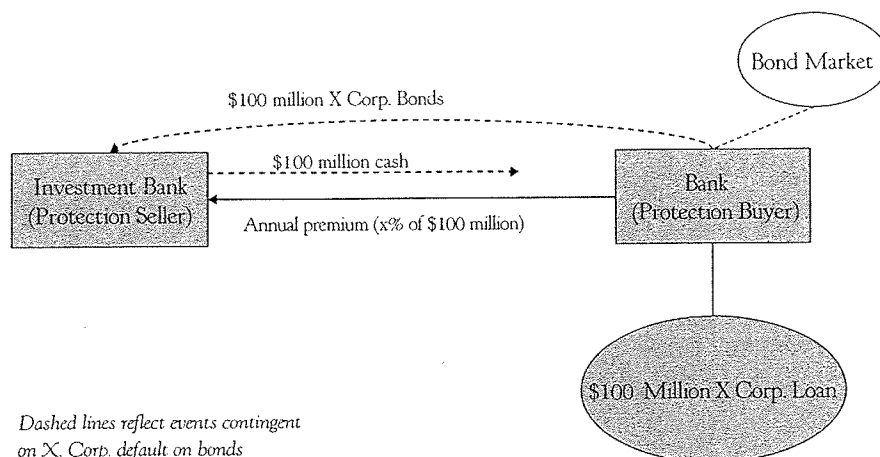 Bond Market
$100 million X Corp. Bonds
$100 million cash
Investment Bank
(Protection Seller)
Bank
(Protection Buyer)
Annual premium (x% of $100 million)
$100 Million X Corp. Loan
Dashed lines reflect events contingent
on X, Corp. default on bonds